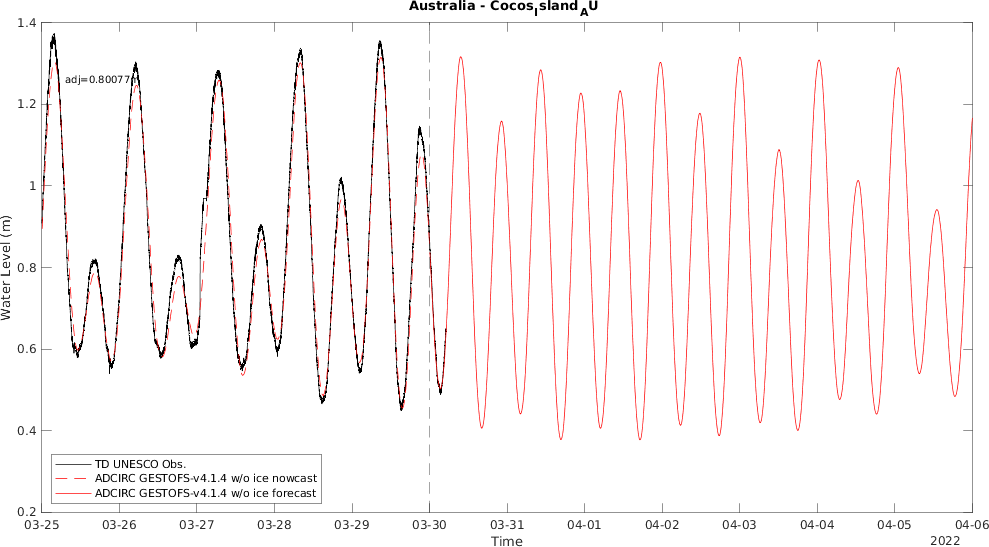 Australia - Cocos_Island_AU
1.4
adj=0.80077m
1.2
1
0.8
0.6
0.4
0.2
Water Level (m)
TD UNESCO Obs.
ADCIRC GESTOFS-v4.1.4 w/o ice nowcast
ADCIRC GESTOFS-v4.1.4 w/o ice forecast
03-25 03-26 03-27 03-28 03-29 03-30 03-31 04-01 04-02 04-03 04-04 04-05 04-06
Time
2022